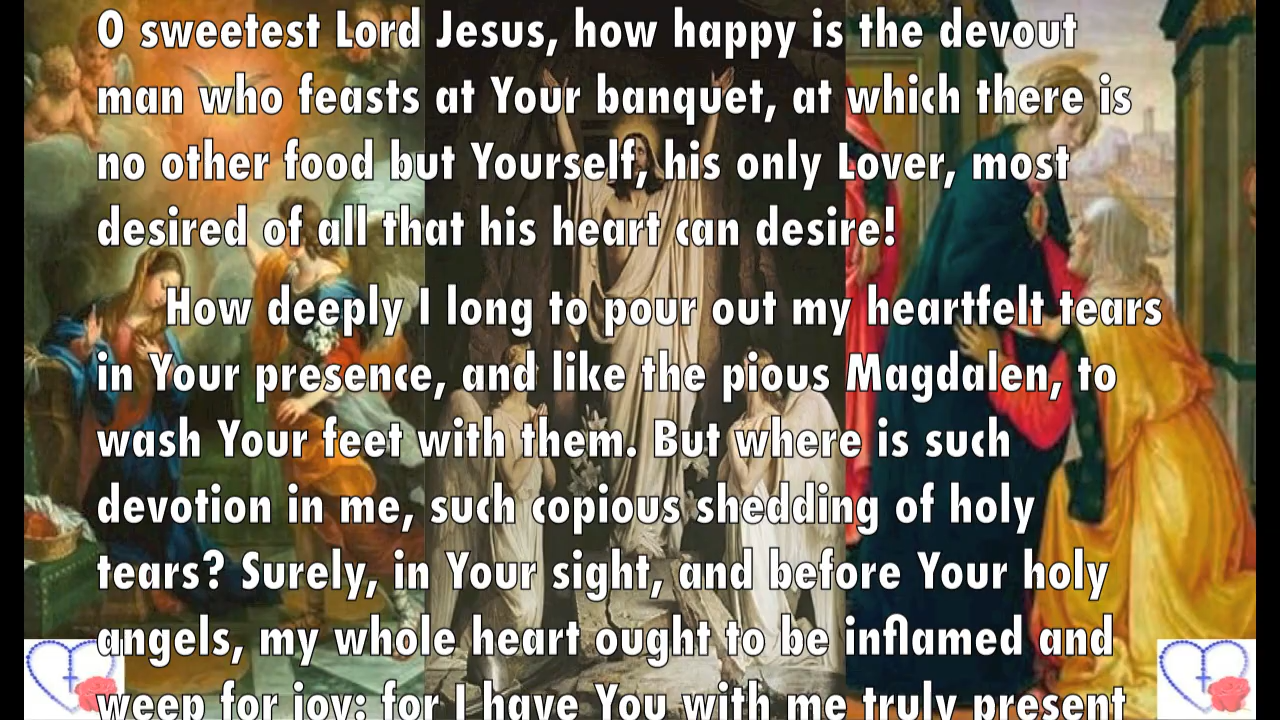 O sweetest Lord Jesus, how happy is the devout
man who feasts at Your banquet, at which there is
no other food but Yourself, his only Lover, most
desired of all that his heart can desire!
How deeply I long to pour out my heartfelt tears
in Your presence, and like the pious Magdalen, to
wash Your feet with them. But where is such
devotion in me, such copious shedding of holy
tears? Surely, in Your sight, and before Your holy
angels, my whole heart ought to be inflamed and
weep for joy: for I have You with me truly present